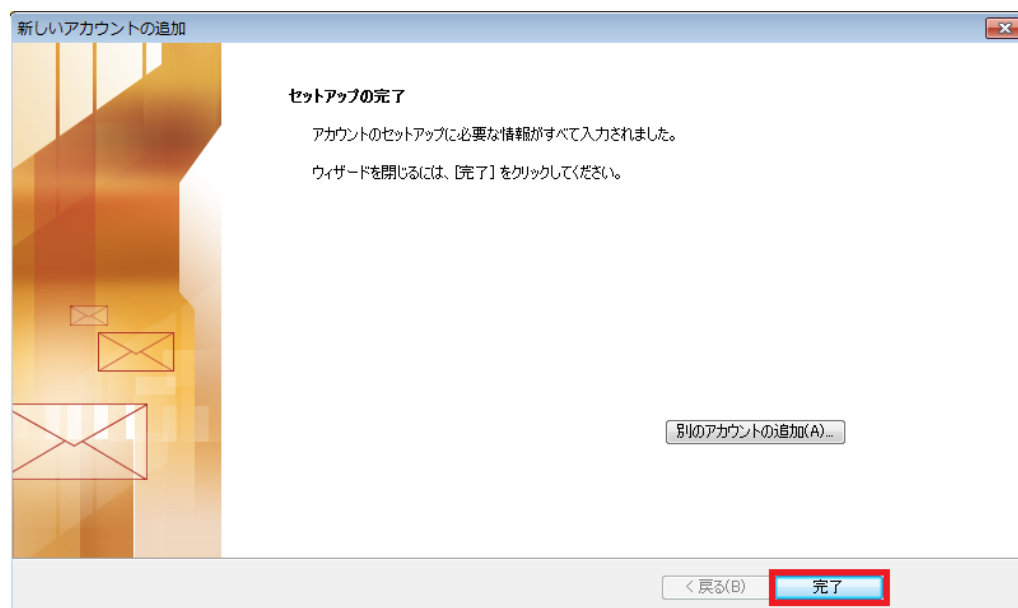 新しいアカウントの追加
セットアップの完了
アカウントのセットアップに必要な情報がすべて入力されました。
ウィザードを閉じるには、[完了] をクリックしてください。
別のアカウントの追加(A)...
< 戻る(B)
完了